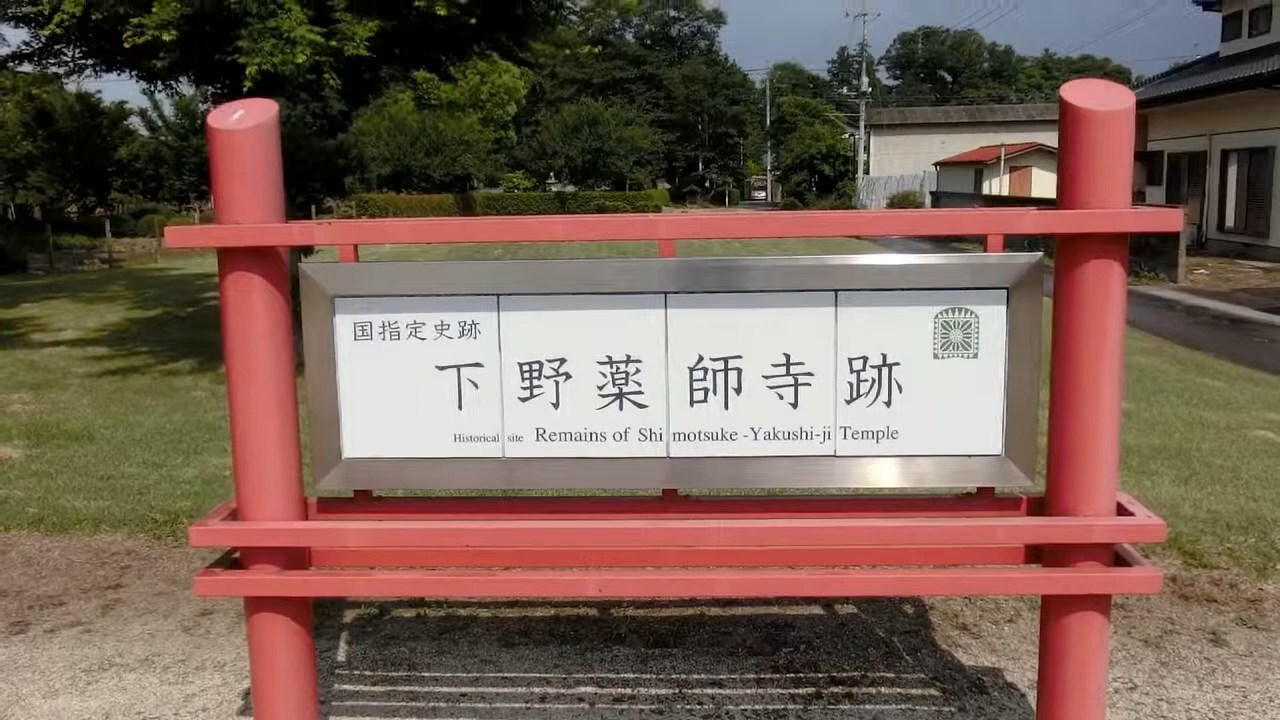 国指定史跡
下野薬師寺跡
Historical site Remains of Shimotsuke -Yakushi-ji Temple